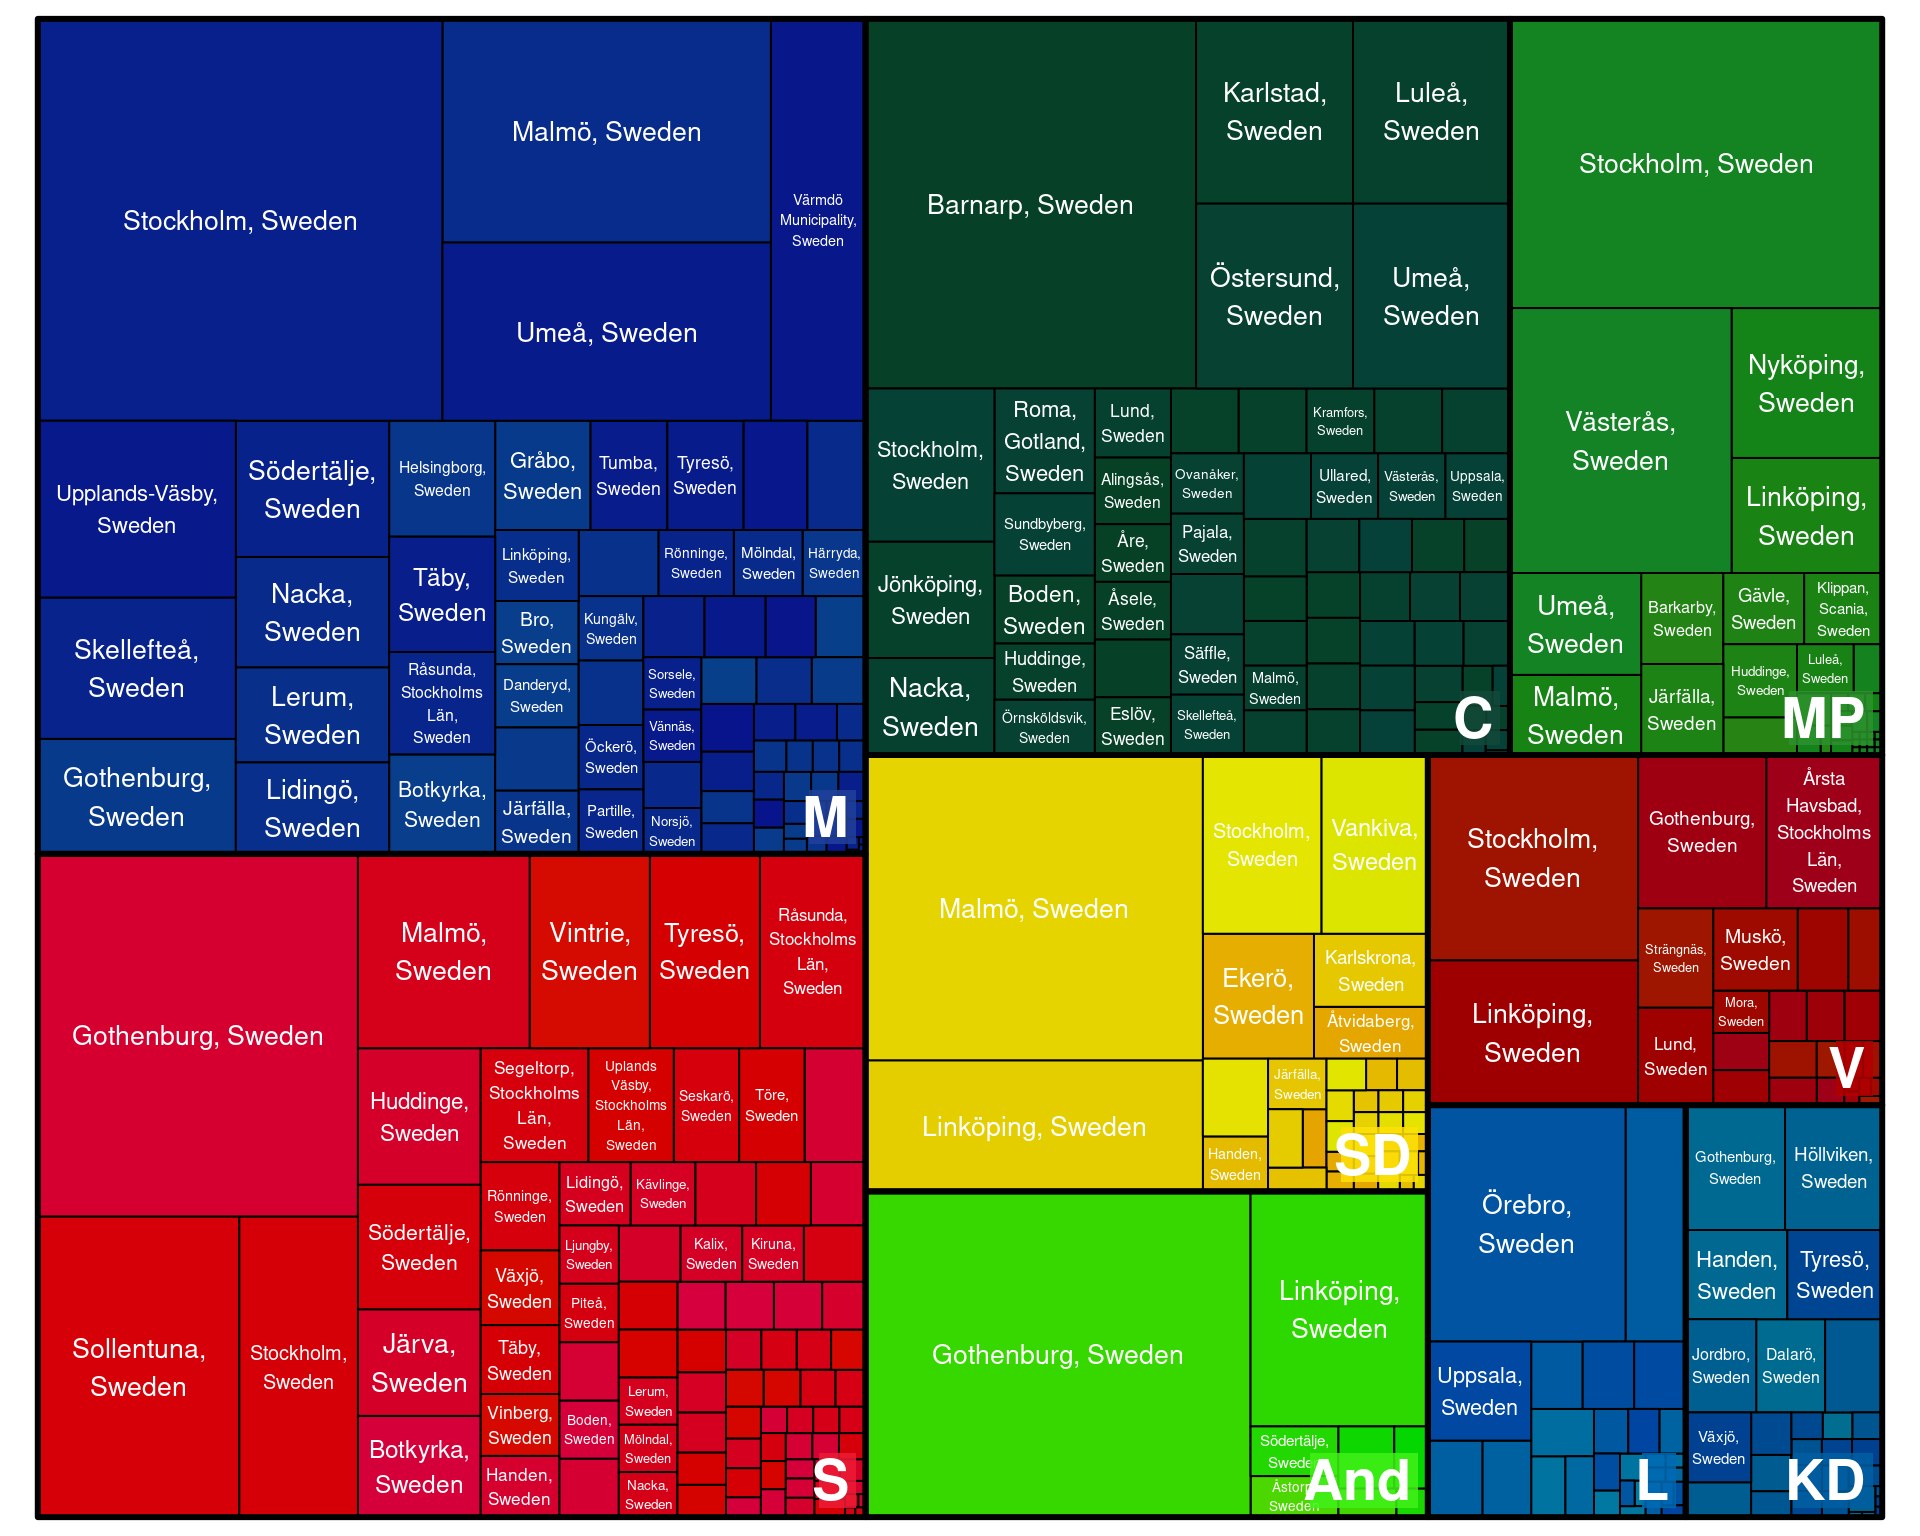 Stockholm, Sweden
Malmö, Sweden
Umeå, Sweden
Värmdö
Municipality,
Sweden
Upplands-Väsby,
Sweden
Skellefteå,
Sweden
Gothenburg,
Sweden
Södertälje,
Sweden
Nacka,
Sweden
Lerum,
Sweden
Lidingö,
Sweden
Helsingborg,
Sweden
Täby,
Sweden
Råsunda,
Stockholms
Län,
Sweden
Botkyrka,
Sweden
Gråbo,
Sweden
Tumba,
Sweden
Tyresö,
Sweden
Linköping,
Sweden
Rönninge,
Sweden
Mölndal,
Sweden
Härryda,
Sweden
Bro,
Sweden
Kungälv,
Sweden
Danderyd,
Sweden
Sorsele,
Sweden
Vännäs,
Sweden
Öckerö,
Sweden
Järfälla,
Sweden
Partille,
Sweden
Norsjö,
Sweden
M
Barnarp, Sweden
Karlstad,
Sweden
Luleå,
Sweden
Östersund,
Sweden
Umeå,
Sweden
Stockholm,
Sweden
Jönköping,
Sweden
Nacka,
Sweden
Roma,
Gotland,
Sweden
Sundbyberg,
Sweden
Boden,
Sweden
Huddinge,
Sweden
Örnsköldsvik,
Sweden
Lund,
Sweden
Alingsås,
Sweden
Åre,
Sweden
Åsele,
Sweden
Eslöv,
Sweden
Kramfors,
Sweden
Ovanåker,
Sweden
Ullared,
Sweden
Västerås,
Sweden
Uppsala,
Sweden
Pajala,
Sweden
Säffle,
Sweden
Skellefteå,
Sweden
Malmö,
Sweden
C
Stockholm, Sweden
Västerås,
Sweden
Nyköping,
Sweden
Linköping,
Sweden
Umeå,
Sweden
Malmö,
Sweden
Barkarby,
Sweden
Järfälla,
Sweden
Gävle,
Sweden
Klippan,
Scania,
Sweden
Huddinge,
Sweden
Luleå,
Sweden
MP
Gothenburg, Sweden
Sollentuna,
Sweden
Stockholm,
Sweden
Malmö,
Sweden
Vintrie,
Sweden
Tyresö,
Sweden
Råsunda,
Stockholms
Län,
Sweden
Huddinge,
Sweden
Södertälje,
Sweden
Järva,
Sweden
Botkyrka,
Sweden
Segeltorp,
Stockholms
Län,
Sweden
Uplands
Väsby,
Stockholms
Län,
Sweden
Seskarö,
Sweden
Töre,
Sweden
Rönninge,
Sweden
Växjö,
Sweden
Täby,
Sweden
Vinberg,
Sweden
Handen,
Sweden
Lidingö,
Sweden
Kävlinge,
Sweden
Ljungby,
Sweden
Kalix,
Sweden
Kiruna,
Sweden
Piteå,
Sweden
Boden,
Sweden
Lerum,
Sweden
Mölndal,
Sweden
Nacka,
Sweden
S
Malmö, Sweden
Linköping, Sweden
Stockholm,
Sweden
Vankiva,
Sweden
Ekerö,
Sweden
Karlskrona,
Sweden
Åtvidaberg,
Sweden
Järfälla,
Sweden
Handen,
Sweden
SD
Gothenburg, Sweden
Linköping,
Sweden
Södertälje,
Sweden
Åstorp,
Sweden
And
Stockholm,
Sweden
Linköping,
Sweden
Gothenburg,
Sweden
Årsta
Havsbad,
Stockholms
Län,
Sweden
Strängnäs,
Sweden
Muskö,
Sweden
Mora,
Sweden
Lund,
Sweden
V
Örebro,
Sweden
Uppsala,
Sweden
L
Gothenburg,
Sweden
Höllviken,
Sweden
Handen,
Sweden
Tyresö,
Sweden
Jordbro,
Sweden
Dalarö,
Sweden
Växjö,
Sweden
KD